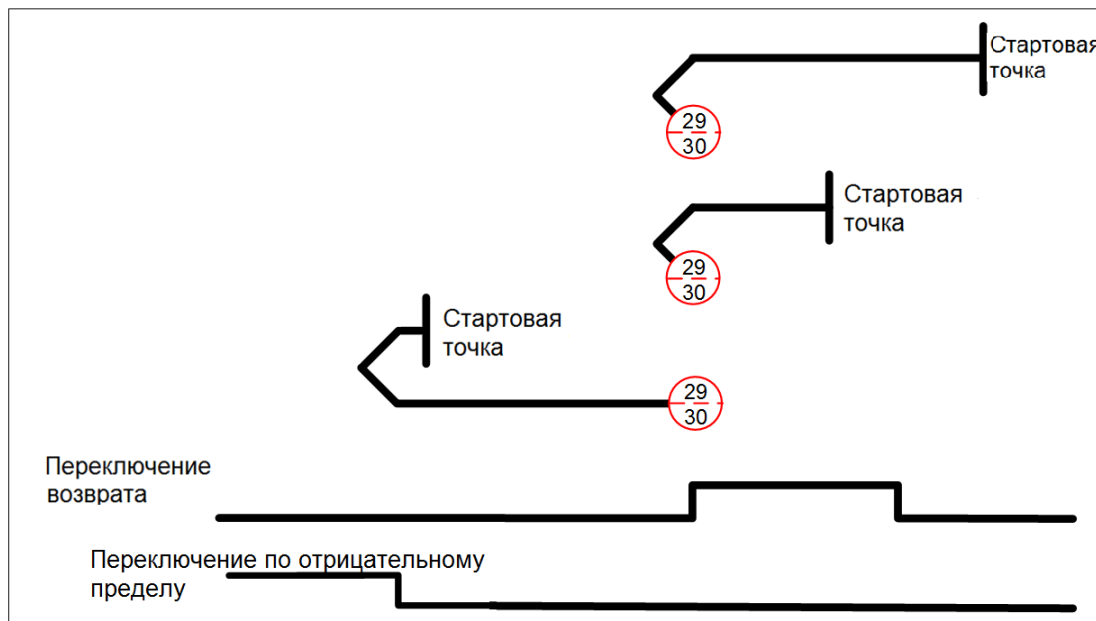 Стартовая
точка
29
30
Стартовая
точка
29
30
Стартовая
точка
29
30
Переключение
возврата
Переключение по отрицательному
пределу